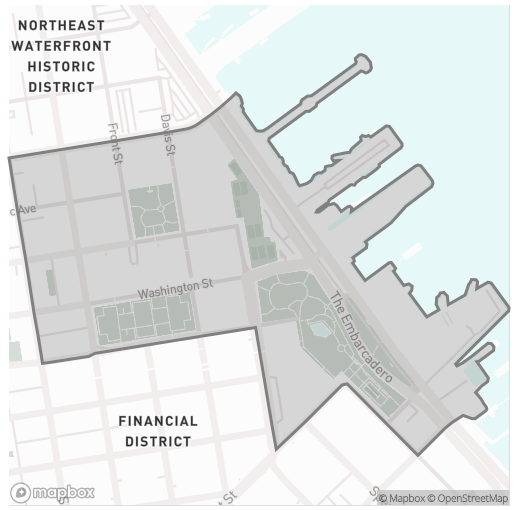 NORTHEAST
WATERFRONT
HISTORIC
DISTRICT
Front St
Davis St
c Ave
Washington St
The Embarcadero
FINANCIAL
DISTRICT
mapbox
St
© Mapbox © OpenStreetMap